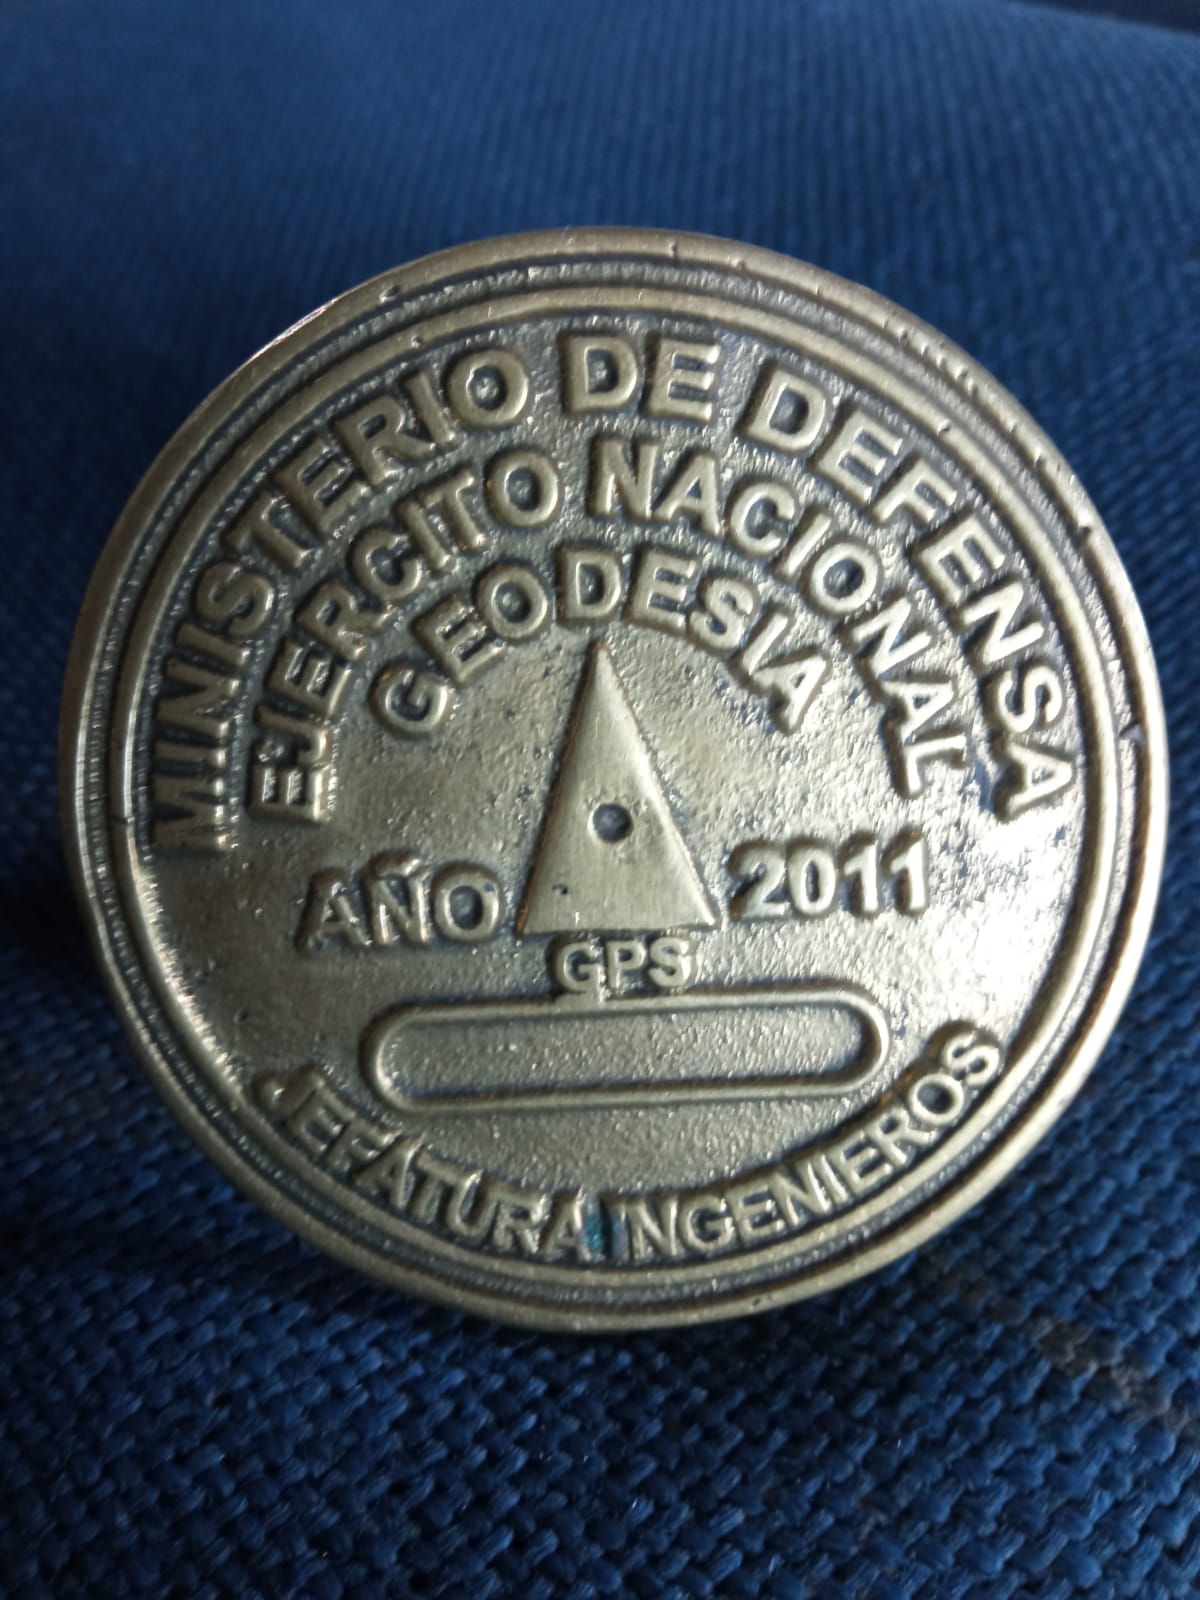 MINISTERIO DE DEFENSA
EJERCITO NACIONAL
GEODESIA
AÑO 2011
GPS
JEFATURA INGENIEROS